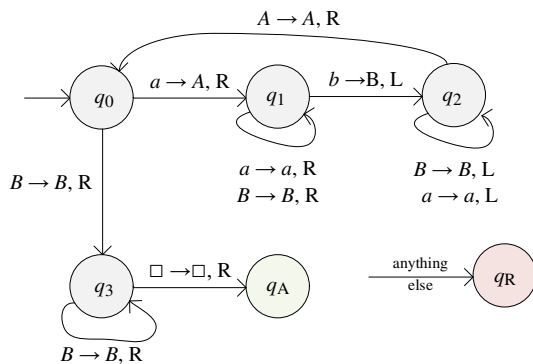 A → A, R
q0
a → A, R
q1
b →B, L
q2
a → a, R
B → B, R
B → B, L
a → a, L
B → B, R
q3
□ →□, R
qA
anything
else
qR
B → B, R